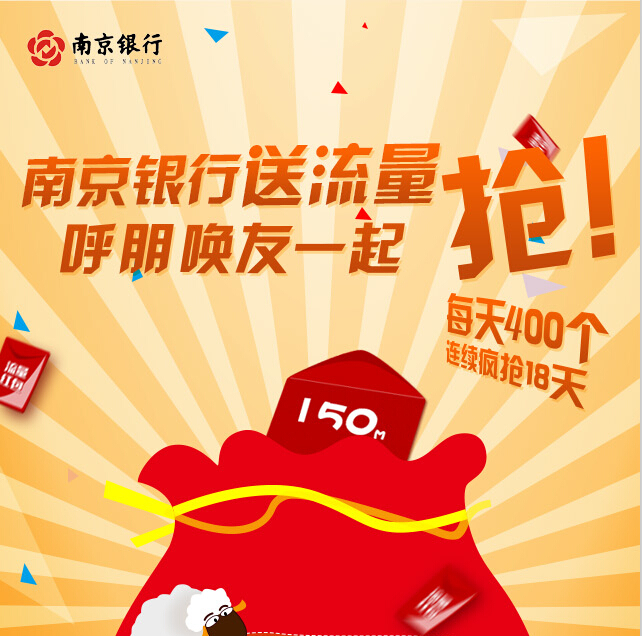 南京银行
BANK OF NANJING
南京银行送流量
呼朋唤友一起
抢!
每天400个
连续疯抢18天
流量
红包
150M